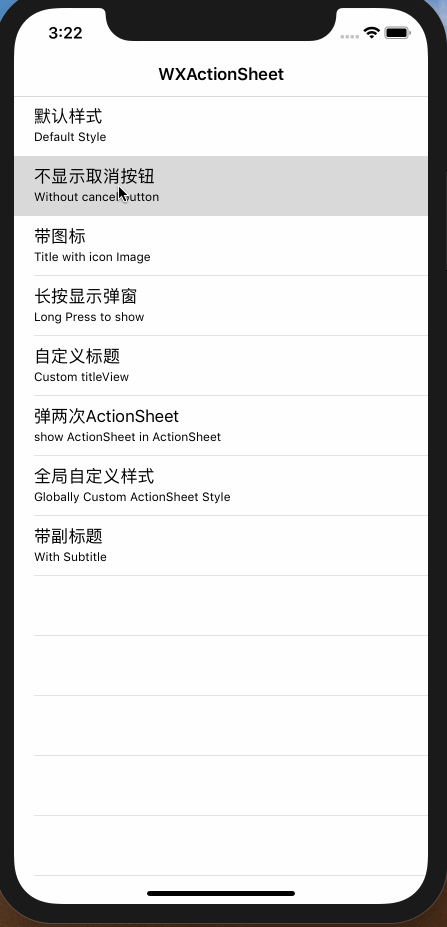 3:22
WXActionSheet
默认样式
Default Style
不显示取消按钮
Without cancel button
带图标
Title with icon Image
长按显示弹窗
Long Press to show
自定义标题
Custom titleView
弹两次ActionSheet
show ActionSheet in ActionSheet
全局自定义样式
Globally Custom ActionSheet Style
带副标题
With Subtitle